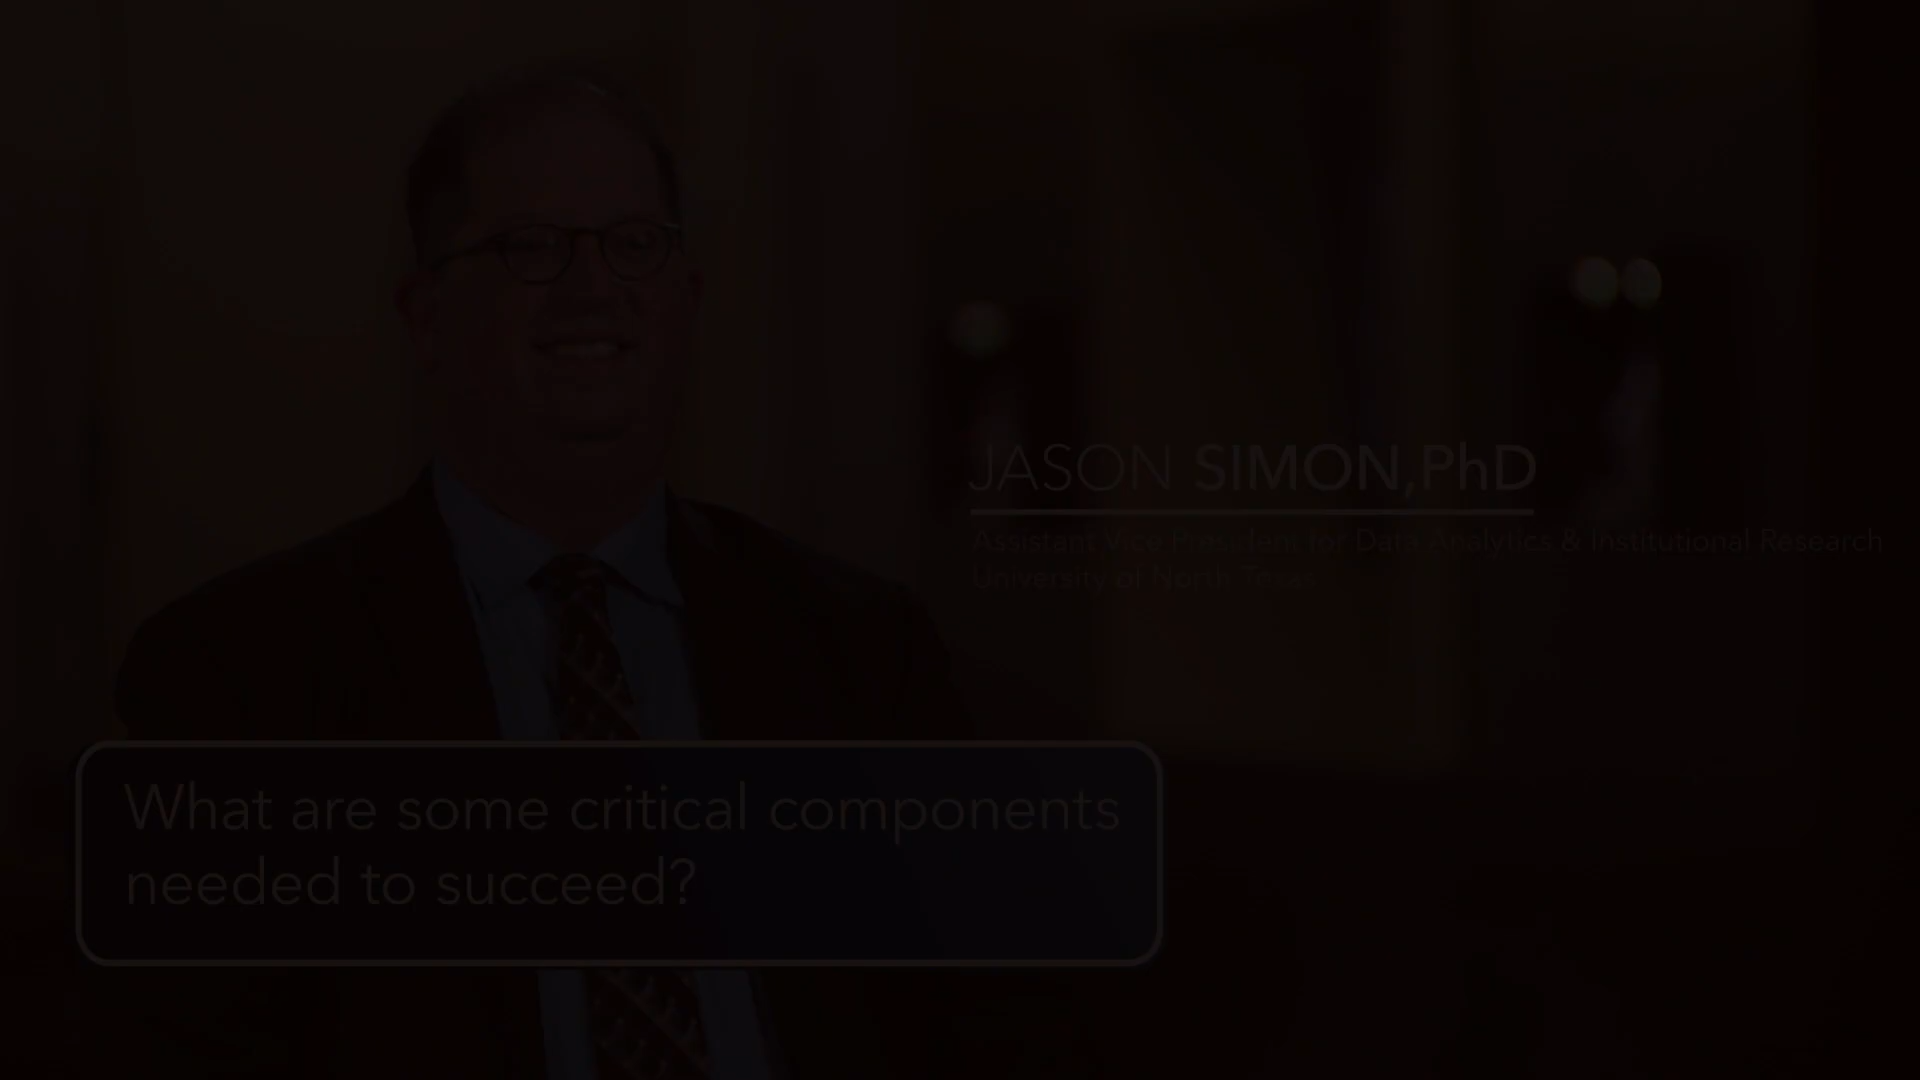 JASON SIMON,PhD
Assistant Vice President for Data Analytics & Institutional Research
University of North Texas
What are some critical components
needed to succeed?